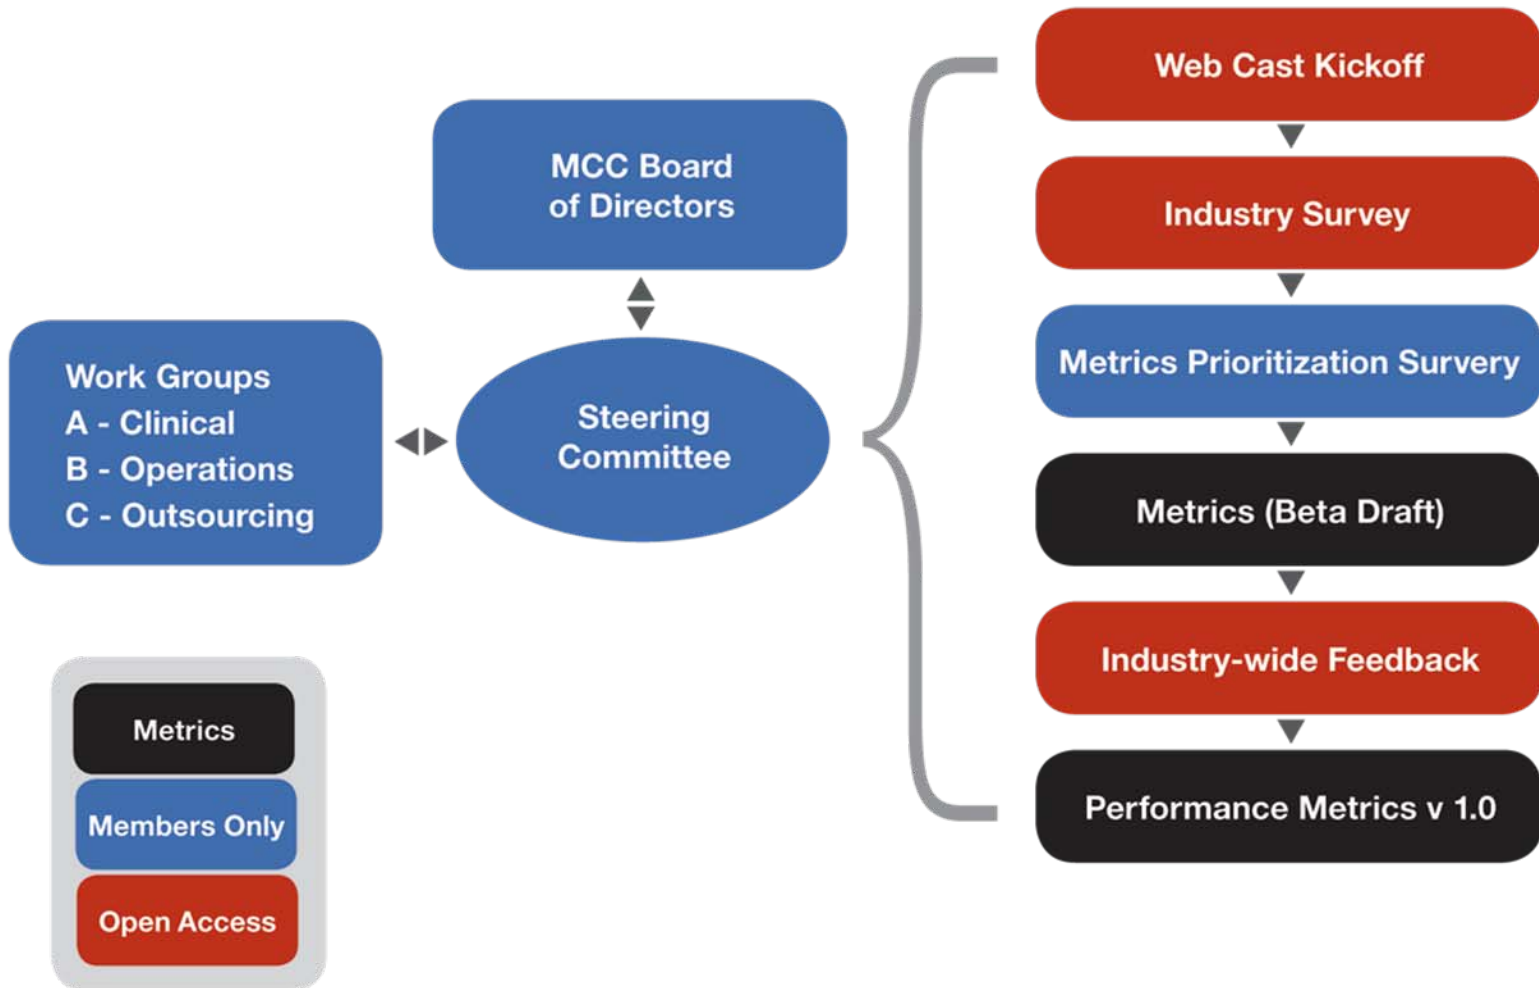 MCC Board
of Directors
Work Groups
A - Clinical
B - Operations
C - Outsourcing
Steering
Committee
Web Cast Kickoff
Industry Survey
Metrics Prioritization Survery
Metrics (Beta Draft)
Industry-wide Feedback
Performance Metrics v 1.0
Metrics
Members Only
Open Access